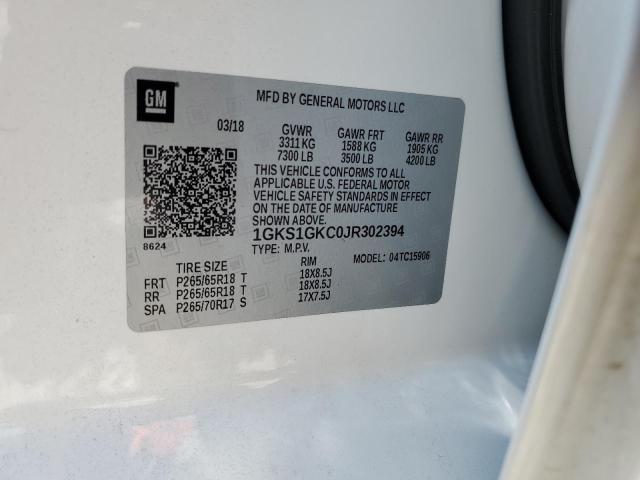 GM
MFD BY GENERAL MOTORS LLC
03/18 GVWR GAWR FRT GAWR RR
3311 KG 1588 KG 1905 KG
7300 LB 3500 LB 4200 LB
THIS VEHICLE CONFORMS TO ALL
APPLICABLE U.S. FEDERAL MOTOR
VEHICLE SAFETY STANDARDS IN EFFECT
ON THE DATE OF MANUFACTURE
SHOWN ABOVE.
8624
1GKS1GKC0JR302394
TYPE: M.P.V. MODEL: 04TC15906
TIRE SIZE RIM
FRT P265/65R18 T 18X8.5J
RR P265/65R18 T 18X8.5J
SPA P265/70R17 S 17X7.5J